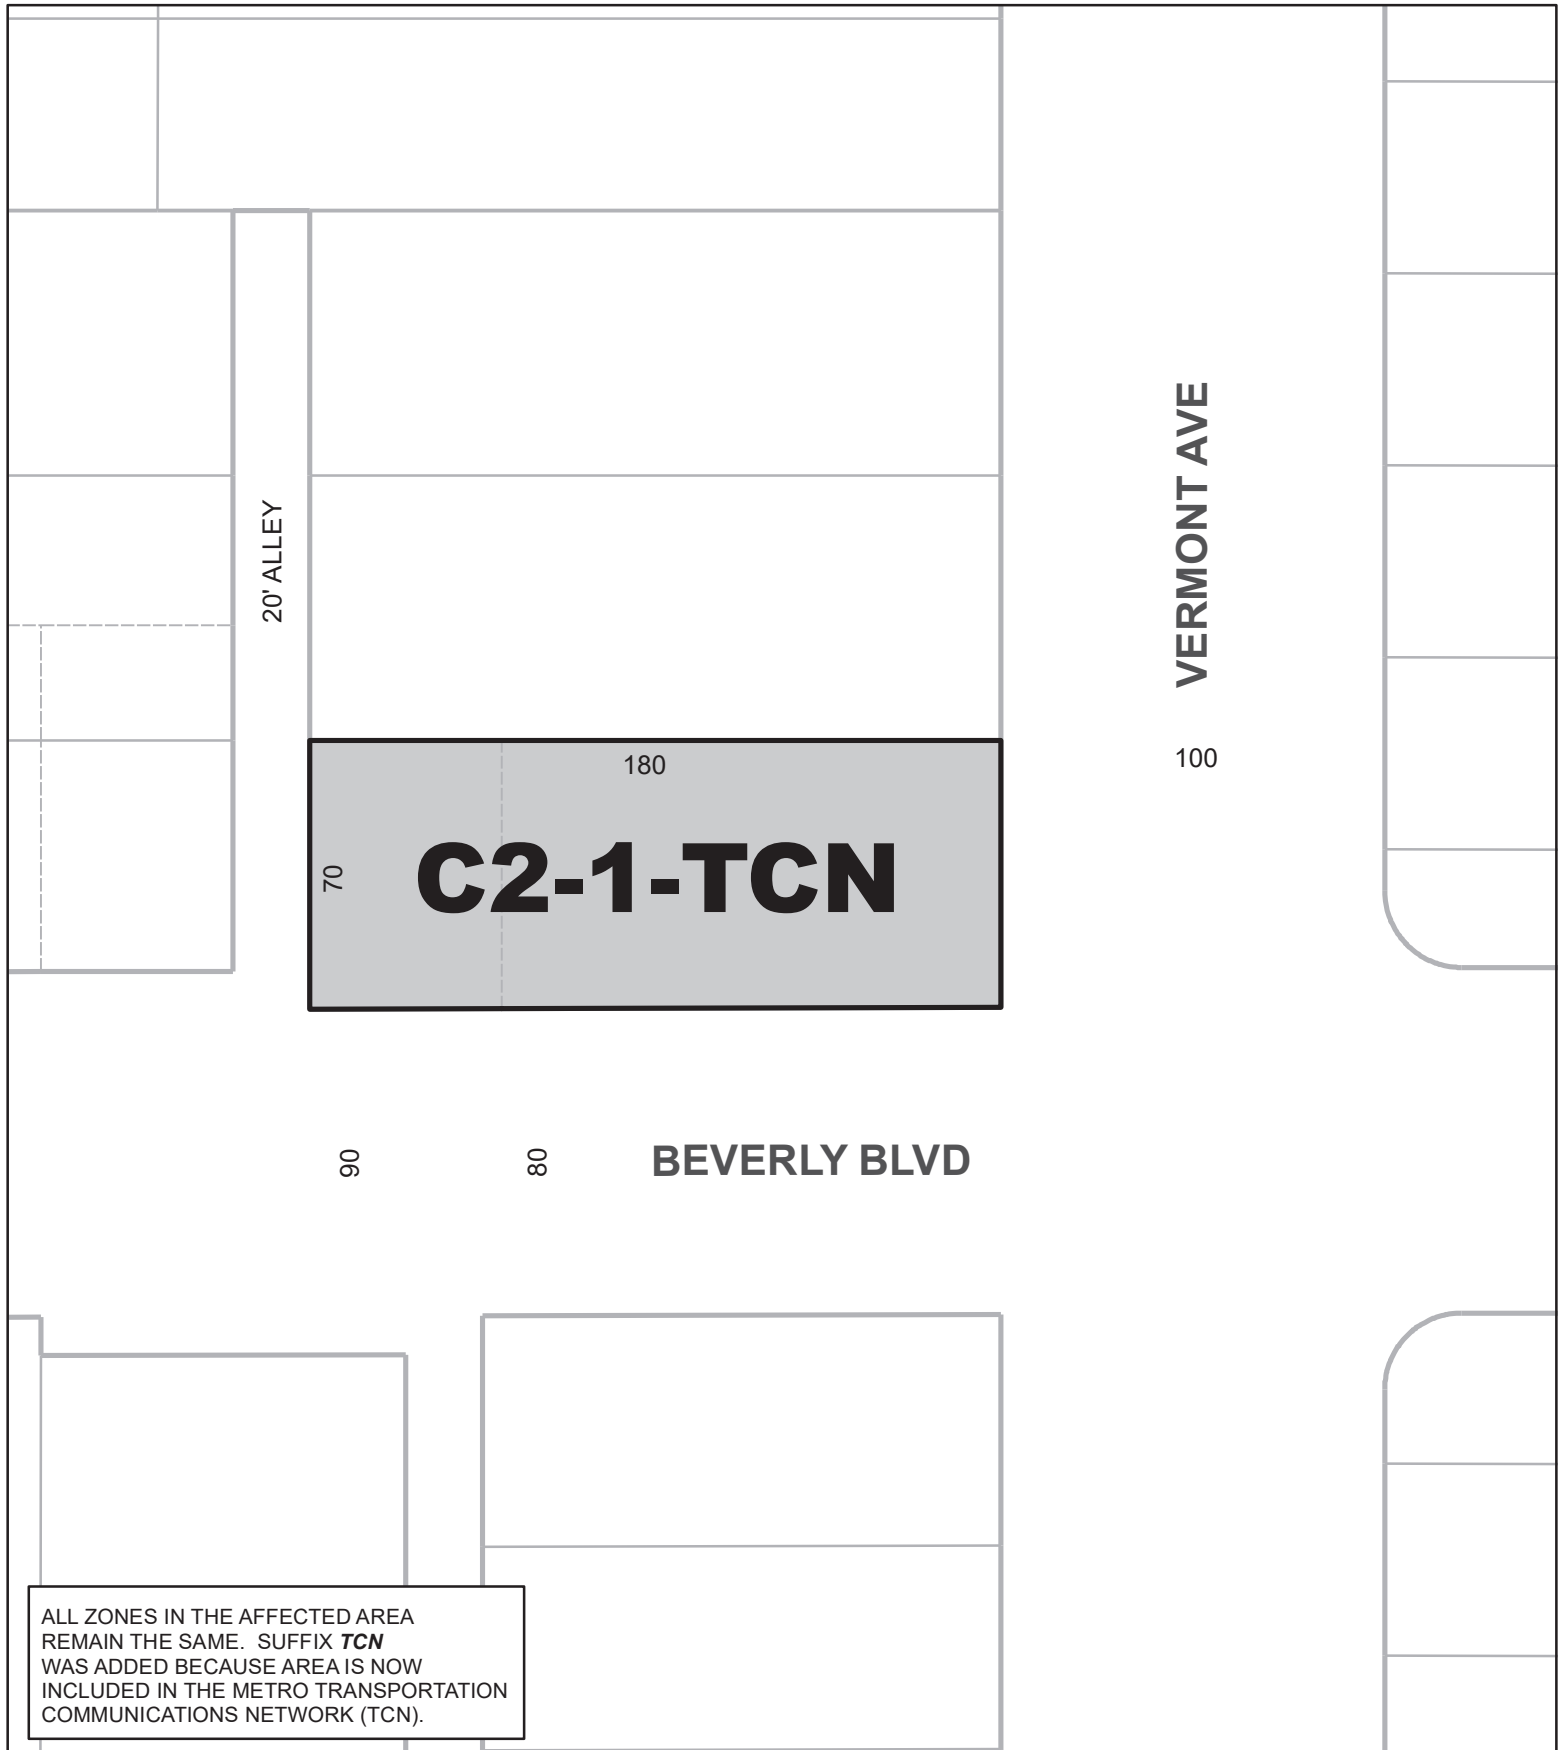 VERMONT AVE
20' ALLEY
180
100
70
C2-1-TCN
90
80
BEVERLY BLVD
ALL ZONES IN THE AFFECTED AREA
REMAIN THE SAME. SUFFIX TCN
WAS ADDED BECAUSE AREA IS NOW
INCLUDED IN THE METRO TRANSPORTATION
COMMUNICATIONS NETWORK (TCN).